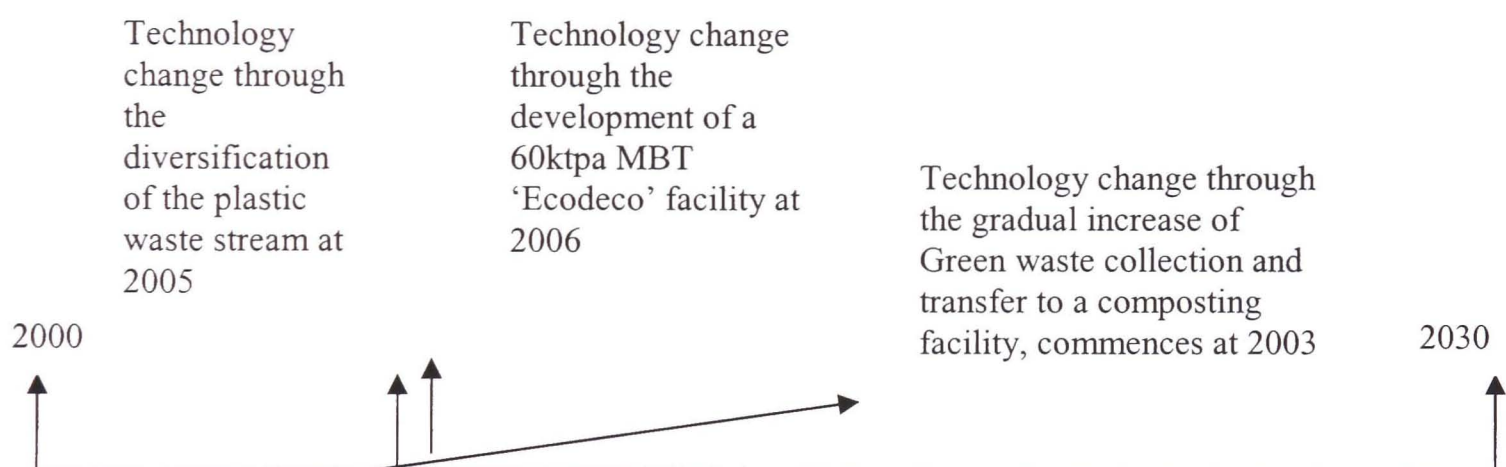 Technology
change through
the
diversification
of the plastic
waste stream at
2005
Technology change
through the
development of a
60ktpa MBT
‘Ecodeco’ facility at
2006
Technology change through
the gradual increase of
Green waste collection and
transfer to a composting
facility, commences at 2003
2000
2030